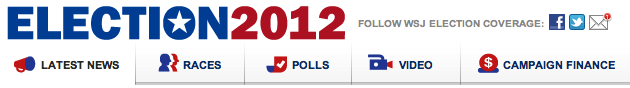 ELECTION2012 FOLLOW WSJ ELECTION COVERAGE:
LATEST NEWS RACES POLLS VIDEO CAMPAIGN FINANCE